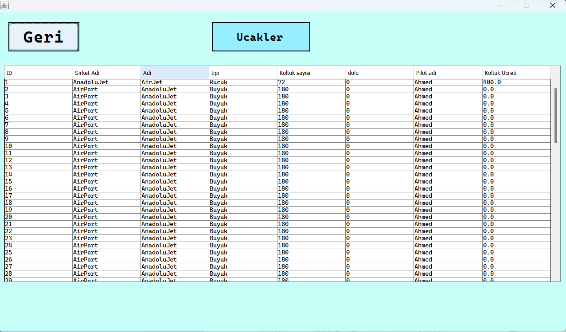 Geri
Ucakler
ID Sirket Adi Adi tipi Koltuk sayisi dolu Pilot adi Koltuk Ucreti
1 AnadoluJet AirJet Kucuk 72 0 Ahmed 400.0
2 AirPort AnadoluJet Buyuk 180 0 Ahmed 0.0
3 AirPort AnadoluJet Buyuk 180 0 Ahmed 0.0
4 AirPort AnadoluJet Buyuk 180 0 Ahmed 0.0
5 AirPort AnadoluJet Buyuk 180 0 Ahmed 0.0
6 AirPort AnadoluJet Buyuk 180 0 Ahmed 0.0
7 AirPort AnadoluJet Buyuk 180 0 Ahmed 0.0
8 AirPort AnadoluJet Buyuk 180 0 Ahmed 0.0
9 AirPort AnadoluJet Buyuk 180 0 Ahmed 0.0
10 AirPort AnadoluJet Buyuk 180 0 Ahmed 0.0
11 AirPort AnadoluJet Buyuk 180 0 Ahmed 0.0
12 AirPort AnadoluJet Buyuk 180 0 Ahmed 0.0
13 AirPort AnadoluJet Buyuk 180 0 Ahmed 0.0
14 AirPort AnadoluJet Buyuk 180 0 Ahmed 0.0
15 AirPort AnadoluJet Buyuk 180 0 Ahmed 0.0
16 AirPort AnadoluJet Buyuk 180 0 Ahmed 0.0
17 AirPort AnadoluJet Buyuk 180 0 Ahmed 0.0
18 AirPort AnadoluJet Buyuk 180 0 Ahmed 0.0
19 AirPort AnadoluJet Buyuk 180 0 Ahmed 0.0
20 AirPort AnadoluJet Buyuk 180 0 Ahmed 0.0
21 AirPort AnadoluJet Buyuk 180 0 Ahmed 0.0
22 AirPort AnadoluJet Buyuk 180 0 Ahmed 0.0
23 AirPort AnadoluJet Buyuk 180 0 Ahmed 0.0
24 AirPort AnadoluJet Buyuk 180 0 Ahmed 0.0
25 AirPort AnadoluJet Buyuk 180 0 Ahmed 0.0
26 AirPort AnadoluJet Buyuk 180 0 Ahmed 0.0
27 AirPort AnadoluJet Buyuk 180 0 Ahmed 0.0
28 AirPort AnadoluJet Buyuk 180 0 Ahmed 0.0
29 AirPort AnadoluJet Buyuk 180 0 Ahmed 0.0